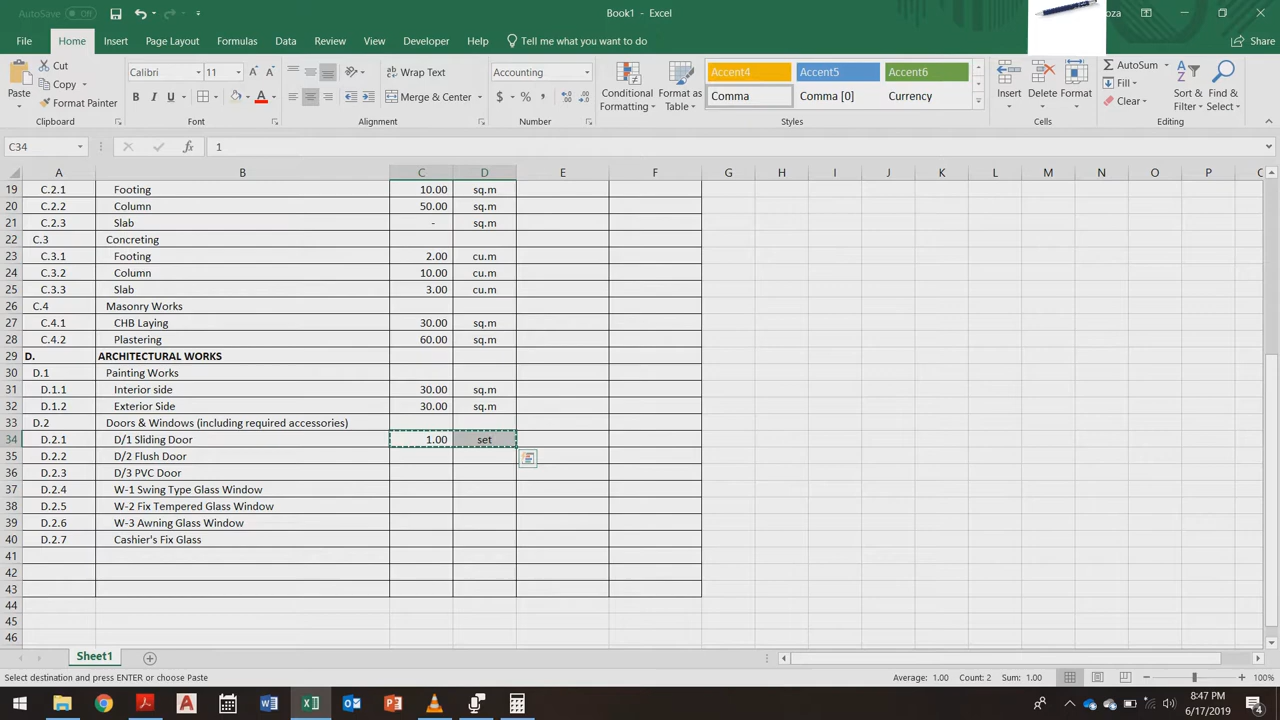 AutoSave Off
Book1 - Excel
oza
File Home Insert Page Layout Formulas Data Review View Developer Help Tell me what you want to do Share
Paste Cut Copy Format Painter Clipboard
Calibri 11 A A B I U A Font
Wrap Text Merge & Center Alignment
Accounting $ % , Number
Conditional Formatting Format as Table
Accent4 Accent5 Accent6
Comma Comma [0] Currency
Styles
Insert Delete Format Cells
AutoSum Fill Clear Sort & Filter Find & Select Editing
C34 fx 1
A B C D E F G H I J K L M N O P
19 C.2.1 Footing 10.00 sq.m
20 C.2.2 Column 50.00 sq.m
21 C.2.3 Slab - sq.m
22 C.3 Concreting
23 C.3.1 Footing 2.00 cu.m
24 C.3.2 Column 10.00 cu.m
25 C.3.3 Slab 3.00 cu.m
26 C.4 Masonry Works
27 C.4.1 CHB Laying 30.00 sq.m
28 C.4.2 Plastering 60.00 sq.m
29 D. ARCHITECTURAL WORKS
30 D.1 Painting Works
31 D.1.1 Interior side 30.00 sq.m
32 D.1.2 Exterior Side 30.00 sq.m
33 D.2 Doors & Windows (including required accessories)
34 D.2.1 D/1 Sliding Door 1.00 set
35 D.2.2 D/2 Flush Door
36 D.2.3 D/3 PVC Door
37 D.2.4 W-1 Swing Type Glass Window
38 D.2.5 W-2 Fix Tempered Glass Window
39 D.2.6 W-3 Awning Glass Window
40 D.2.7 Cashier's Fix Glass
41
42
43
44
45
46
Sheet1
Select destination and press ENTER or choose Paste Average: 1.00 Count: 2 Sum: 1.00 100%
8:47 PM
6/17/2019